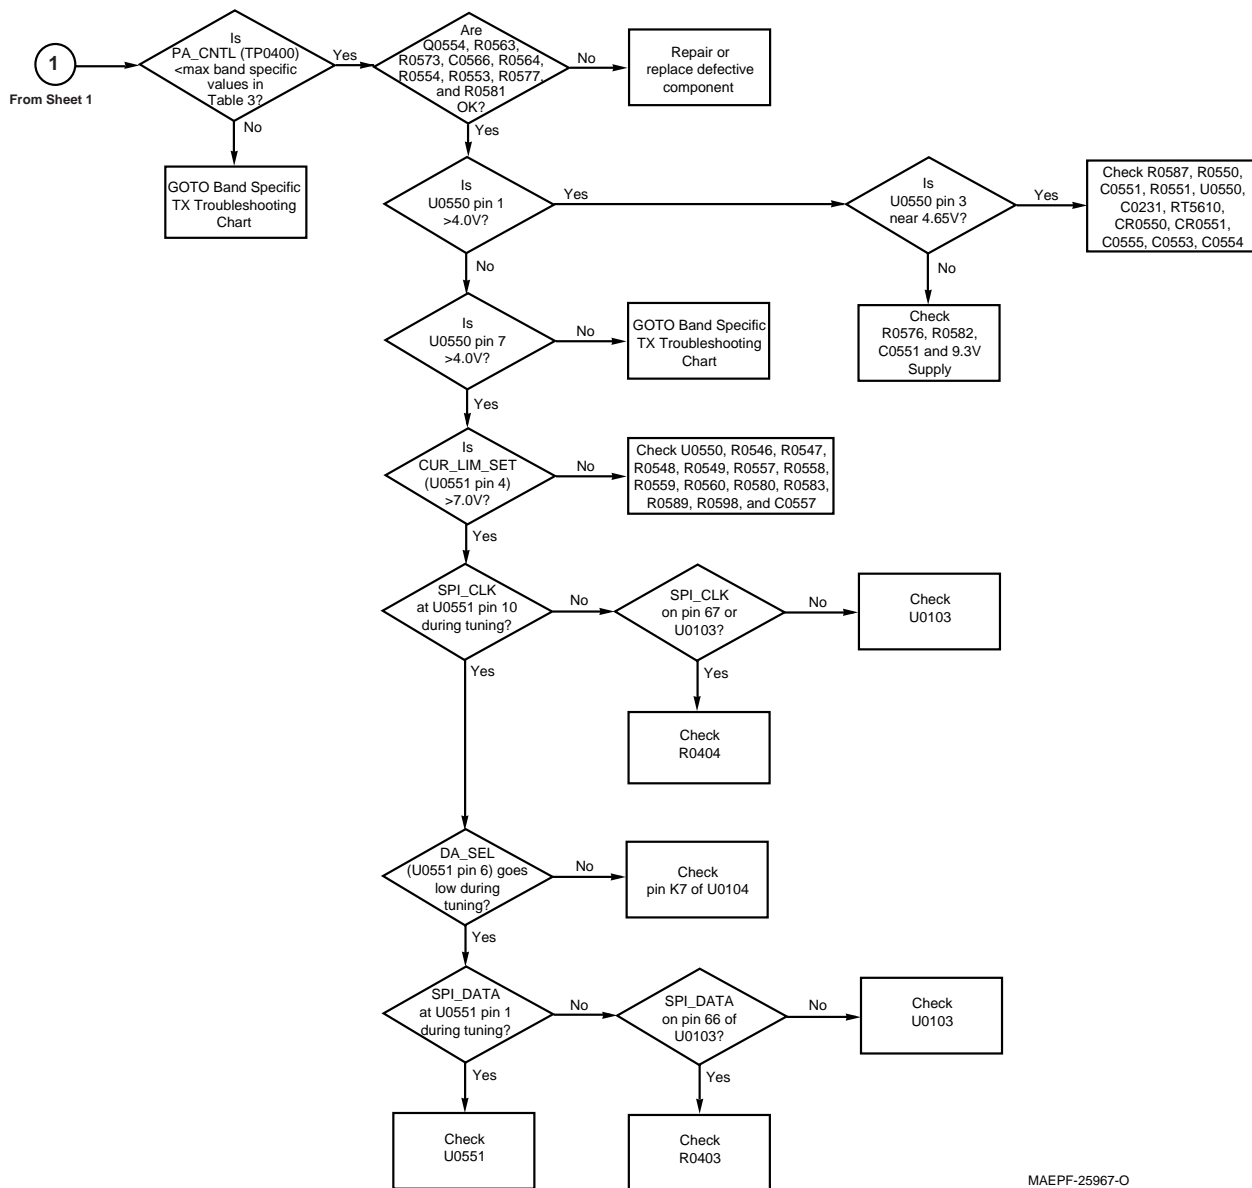 1
From Sheet 1
Is
PA_CNTL (TP0400)
<max band specific
values in
Table 3?
Yes
No
GOTO Band Specific
TX Troubleshooting
Chart
Are
Q0554, R0563,
R0573, C0566, R0564,
R0554, R0553, R0577,
and R0581
OK?
No
Yes
Repair or
replace defective
component
Is
U0550 pin 1
>4.0V?
Yes
No
Is
U0550 pin 3
near 4.65V?
Yes
No
Check R0587, R0550,
C0551, R0551, U0550,
C0231, RT5610,
CR0550, CR0551,
C0555, C0553, C0554
Check
R0576, R0582,
C0551 and 9.3V
Supply
Is
U0550 pin 7
>4.0V?
No
Yes
GOTO Band Specific
TX Troubleshooting
Chart
Is
CUR_LIM_SET
(U0551 pin 4)
>7.0V?
No
Yes
Check U0550, R0546, R0547,
R0548, R0549, R0557, R0558,
R0559, R0560, R0580, R0583,
R0589, R0598, and C0557
SPI_CLK
at U0551 pin 10
during tuning?
No
Yes
SPI_CLK
on pin 67 or
U0103?
No
Yes
Check
U0103
Check
R0404
DA_SEL
(U0551 pin 6) goes
low during
tuning?
No
Yes
Check
pin K7 of U0104
SPI_DATA
at U0551 pin 1
during tuning?
No
Yes
SPI_DATA
on pin 66 of
U0103?
No
Yes
Check
U0103
Check
U0551
Check
R0403
MAEPF-25967-O